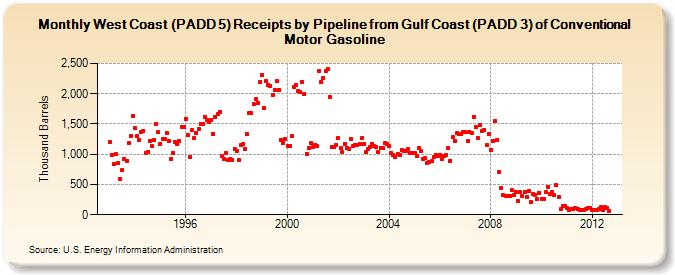 Monthly West Coast (PADD 5) Receipts by Pipeline from Gulf Coast (PADD 3) of Conventional
Motor Gasoline
Thousand Barrels
2,500
2,000
1,500
1,000
500
0
1996
2000
2004
2008
2012
Source: U.S. Energy Information Administration